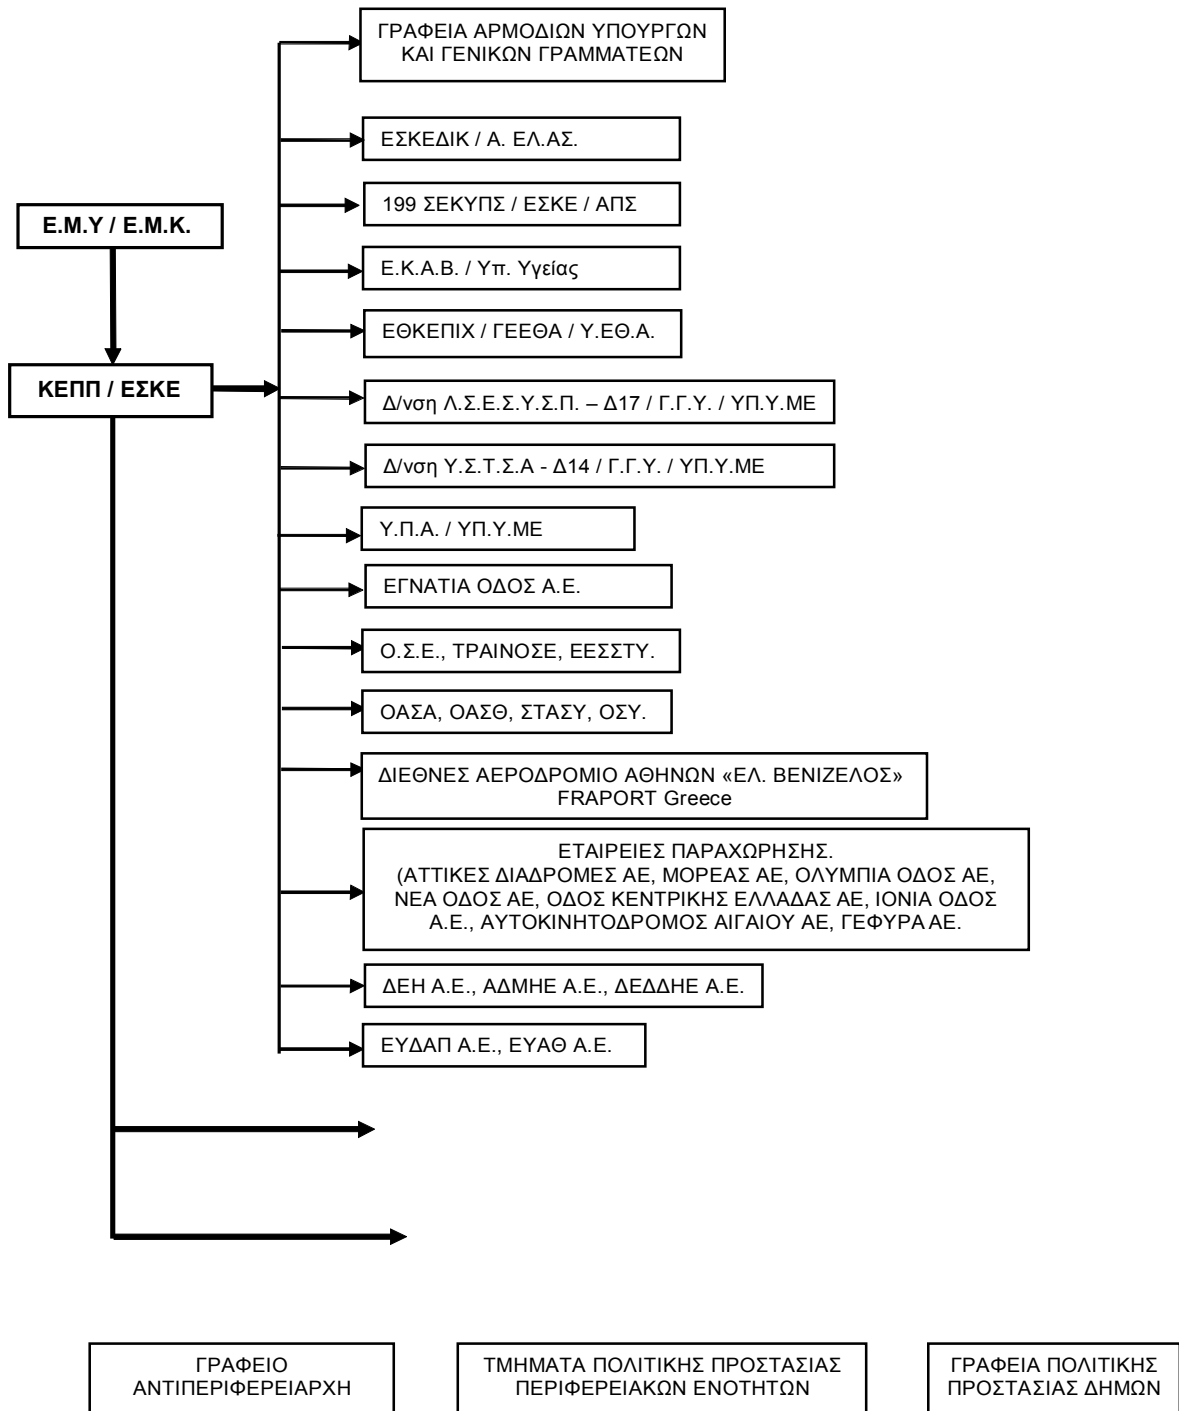 ΓΡΑΦΕΙΑ ΑΡΜΟΔΙΩΝ ΥΠΟΥΡΓΩΝ
ΚΑΙ ΓΕΝΙΚΩΝ ΓΡΑΜΜΑΤΕΩΝ
ΕΣΚΕΔΙΚ / Α. ΕΛ.ΑΣ.
199 ΣΕΚΥΠΣ / ΕΣΚΕ / ΑΠΣ
Ε.Μ.Υ / Ε.Μ.Κ.
Ε.Κ.Α.Β. / Υπ. Υγείας
ΕΘΚΕΠΙΧ / ΓΕΕΘΑ / Υ.ΕΘ.Α.
ΚΕΠΠ / ΕΣΚΕ
Δ/νση Λ.Σ.Ε.Σ.Υ.Σ.Π. – Δ17 / Γ.Γ.Υ. / ΥΠ.Υ.ΜΕ
Δ/νση Υ.Σ.Τ.Σ.Α - Δ14 / Γ.Γ.Υ. / ΥΠ.Υ.ΜΕ
Υ.Π.Α. / ΥΠ.Υ.ΜΕ
ΕΓΝΑΤΙΑ ΟΔΟΣ Α.Ε.
Ο.Σ.Ε., ΤΡΑΙΝΟΣΕ, ΕΕΣΣΤΥ.
ΟΑΣΑ, ΟΑΣΘ, ΣΤΑΣΥ, ΟΣΥ.
ΔΙΕΘΝΕΣ ΑΕΡΟΔΡΟΜΙΟ ΑΘΗΝΩΝ «ΕΛ. ΒΕΝΙΖΕΛΟΣ»
FRAPORT Greece
ΕΤΑΙΡΕΙΕΣ ΠΑΡΑΧΩΡΗΣΗΣ.
(ΑΤΤΙΚΕΣ ΔΙΑΔΡΟΜΕΣ ΑΕ, ΜΟΡΕΑΣ ΑΕ, ΟΛΥΜΠΙΑ ΟΔΟΣ ΑΕ,
ΝΕΑ ΟΔΟΣ ΑΕ, ΟΔΟΣ ΚΕΝΤΡΙΚΗΣ ΕΛΛΑΔΑΣ ΑΕ, ΙΟΝΙΑ ΟΔΟΣ
Α.Ε., ΑΥΤΟΚΙΝΗΤΟΔΡΟΜΟΣ ΑΙΓΑΙΟΥ ΑΕ, ΓΕΦΥΡΑ ΑΕ.
ΔΕΗ Α.Ε., ΑΔΜΗΕ Α.Ε., ΔΕΔΔΗΕ Α.Ε.
ΕΥΔΑΠ Α.Ε., ΕΥΑΘ Α.Ε.
ΓΡΑΦΕΙΟ
ΑΝΤΙΠΕΡΙΦΕΡΕΙΑΡΧΗ
ΤΜΗΜΑΤΑ ΠΟΛΙΤΙΚΗΣ ΠΡΟΣΤΑΣΙΑΣ
ΠΕΡΙΦΕΡΕΙΑΚΩΝ ΕΝΟΤΗΤΩΝ
ΓΡΑΦΕΙΑ ΠΟΛΙΤΙΚΗΣ
ΠΡΟΣΤΑΣΙΑΣ ΔΗΜΩΝ